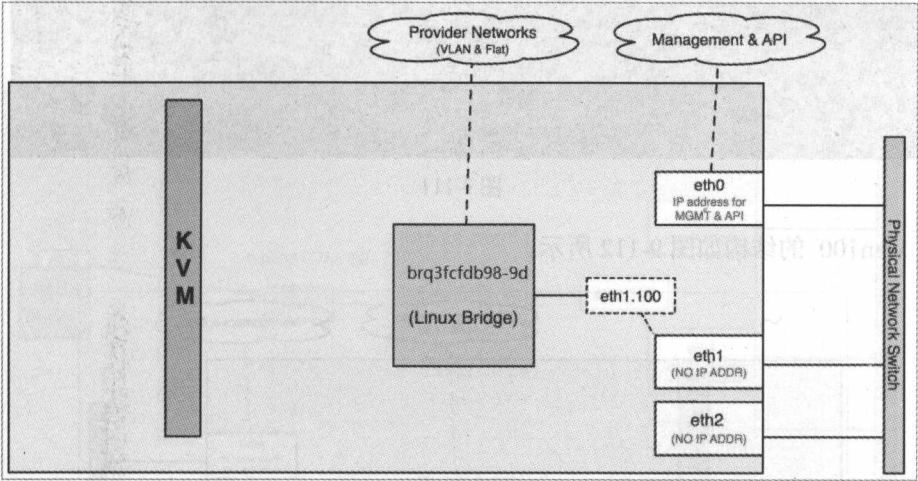 Provider Networks
(VLAN & Flat)
Management & API
KVM
eth0
IP address for
MGMT & API
brq3fcfdb98-9d
(Linux Bridge)
eth1.100
eth1
(NO IP ADDR)
eth2
(NO IP ADDR)
Physical Network Switch